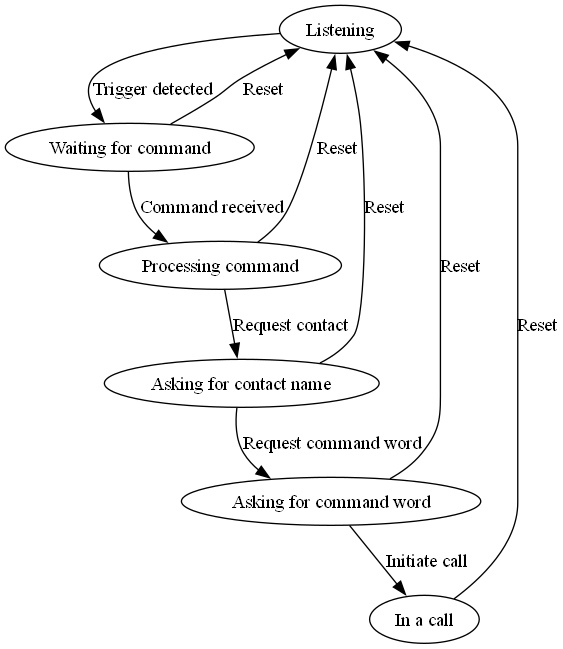 Listening
Trigger detected
Reset
Waiting for command
Reset
Command received
Reset
Processing command
Reset
Request contact
Reset
Asking for contact name
Request command word
Asking for command word
Initiate call
In a call